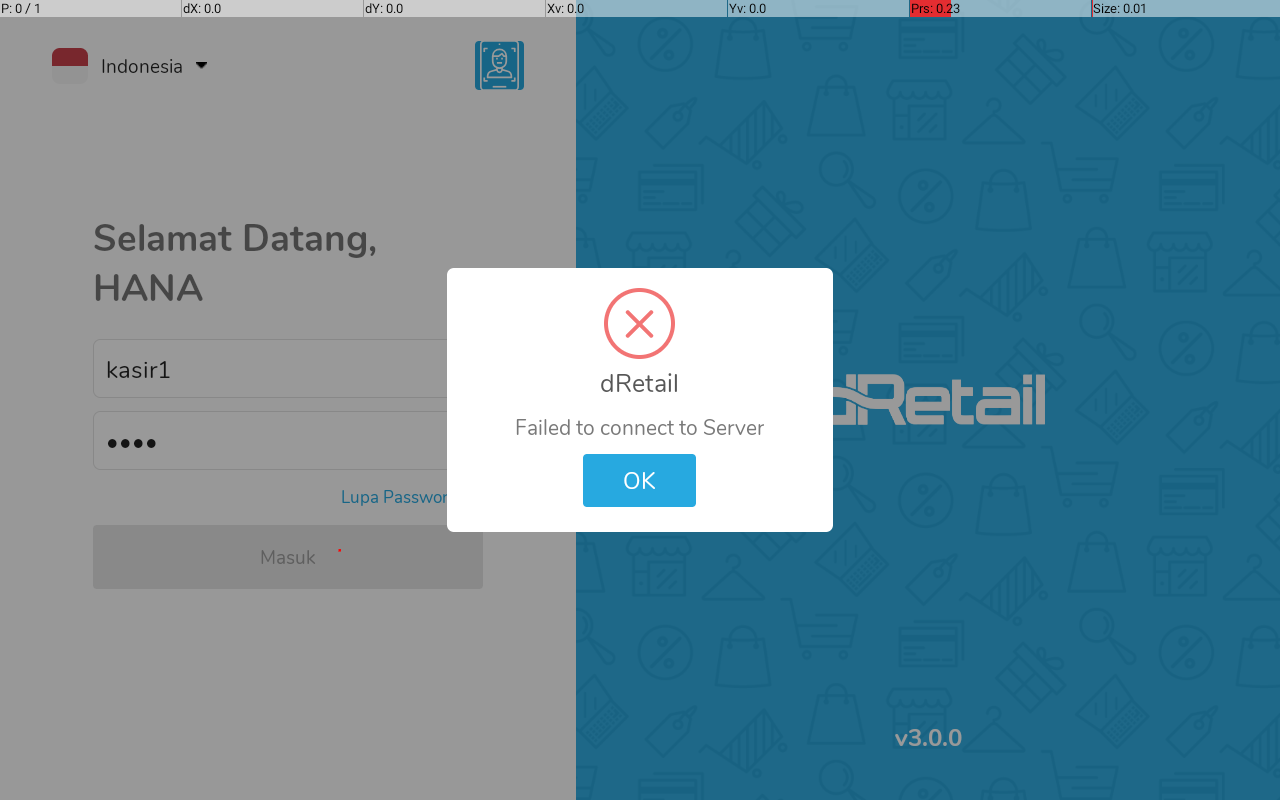 P: 0 / 1 dX: 0.0 dY: 0.0 Xv: 0.0 Yv: 0.0 Prs: 0.23 Size: 0.01
Indonesia
Selamat Datang,
HANA
kasir1
Lupa Passwor
Masuk
dRetail
Failed to connect to Server
OK
dRetail
v3.0.0